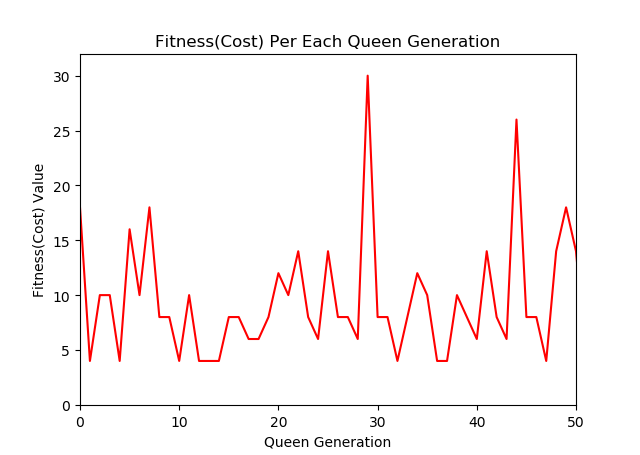 Fitness(Cost) Per Each Queen Generation
30
25
20
15
10
5
0
Fitness(Cost) Value
0 10 20 30 40 50
Queen Generation